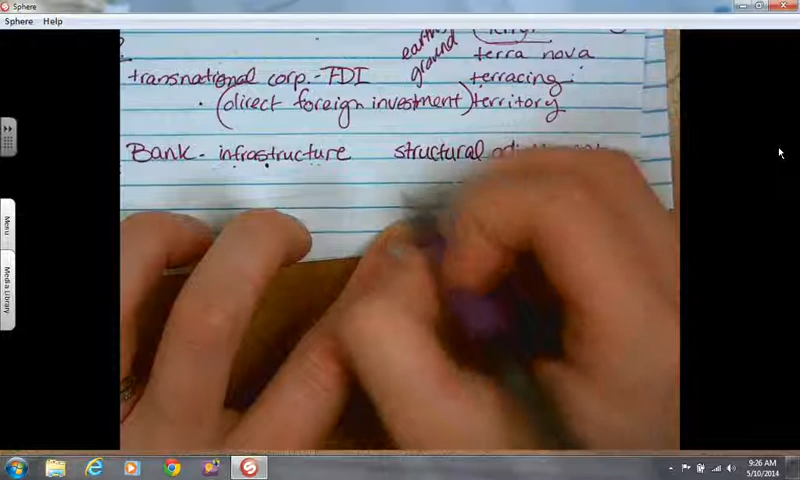 Sphere
Sphere Help
earth
ground
terra nova
transnational corp. - FDI
terracing
(direct foreign investment)
territory
Bank - infrastructure
structural
Menu
Media Library
9:26 AM
5/10/2014